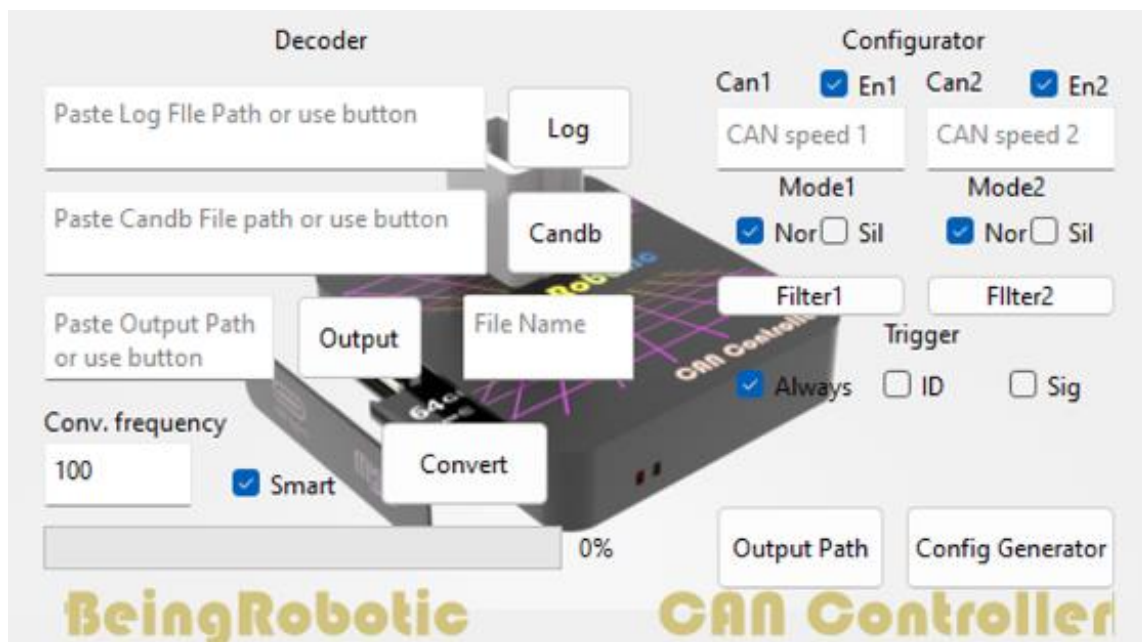 Decoder
Configurator
Can1
En1
Can2
En2
Paste Log FIle Path or use button
Log
CAN speed 1
CAN speed 2
Mode1
Mode2
Paste Candb File path or use button
Candb
Nor
Sil
Nor
Sil
Filter1
FIlter2
Paste Output Path
or use button
Output
File Name
Trigger
CAN Controller
Always
ID
Sig
64
Conv. frequency
100
Smart
Convert
0%
Output Path
Config Generator
BeingRobotic
CAN Controller